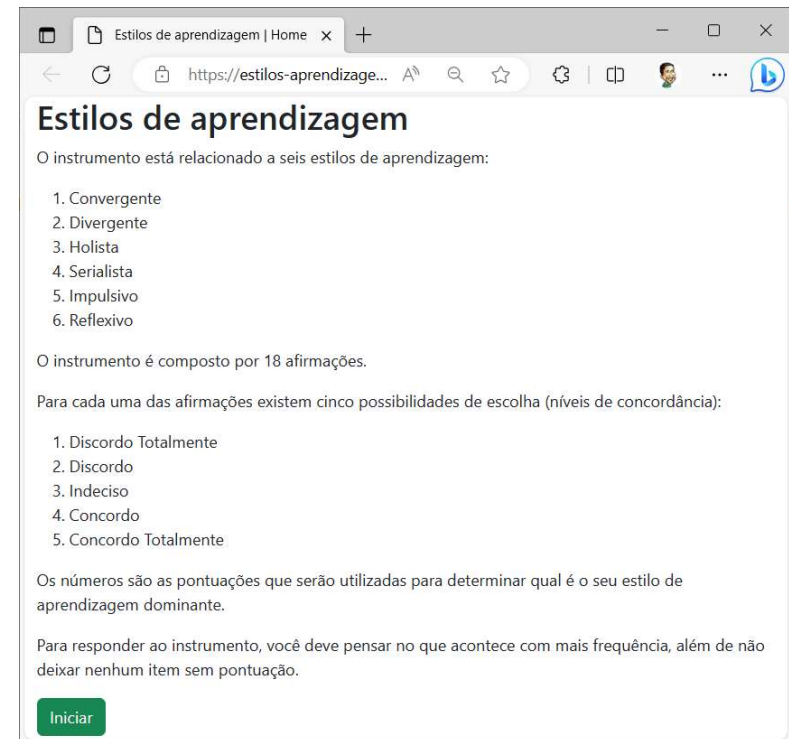 Estilos de aprendizagem | Home
https://estilos-aprendizage...
Estilos de aprendizagem
O instrumento está relacionado a seis estilos de aprendizagem:
1. Convergente
2. Divergente
3. Holista
4. Serialista
5. Impulsivo
6. Reflexivo
O instrumento é composto por 18 afirmações.
Para cada uma das afirmações existem cinco possibilidades de escolha (níveis de concordância):
1. Discordo Totalmente
2. Discordo
3. Indeciso
4. Concordo
5. Concordo Totalmente
Os números são as pontuações que serão utilizadas para determinar qual é o seu estilo de
aprendizagem dominante.
Para responder ao instrumento, você deve pensar no que acontece com mais frequência, além de não
deixar nenhum item sem pontuação.
Iniciar